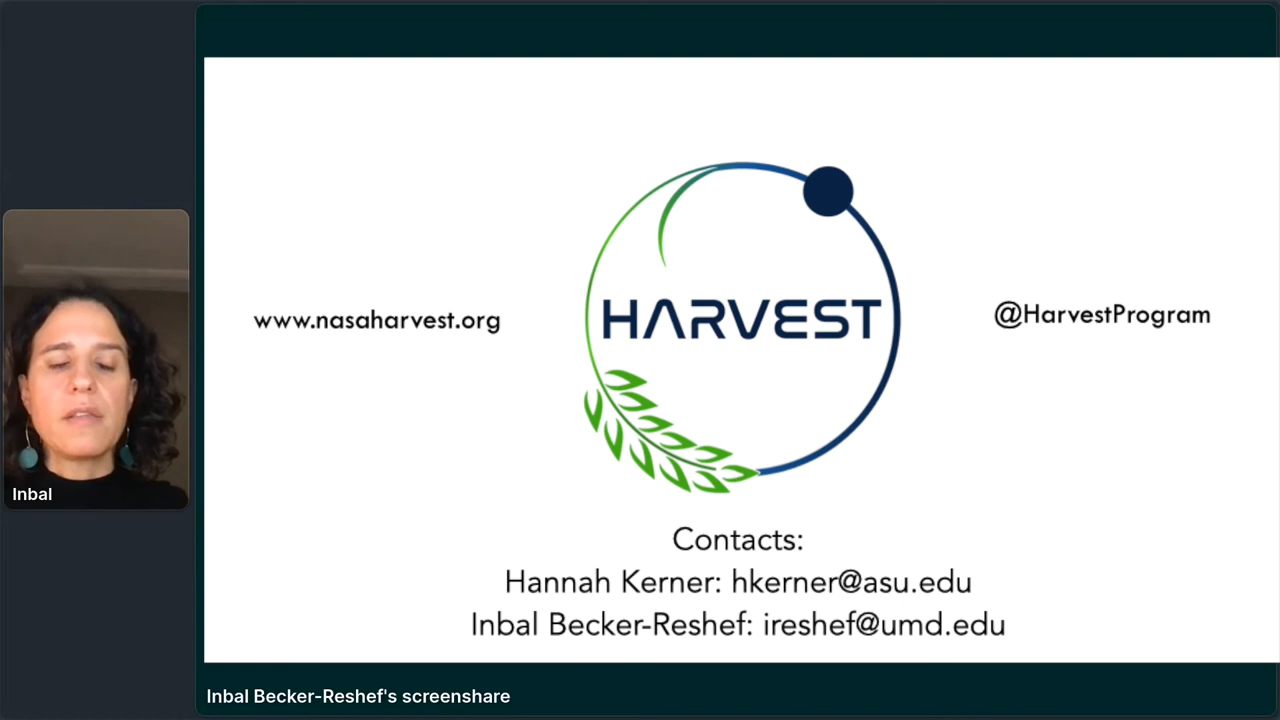 www.nasaharvest.org
HARVEST
@HarvestProgram
Contacts:
Hannah Kerner: hkerner@asu.edu
Inbal Becker-Reshef: ireshef@umd.edu
Inbal
Inbal Becker-Reshef's screenshare